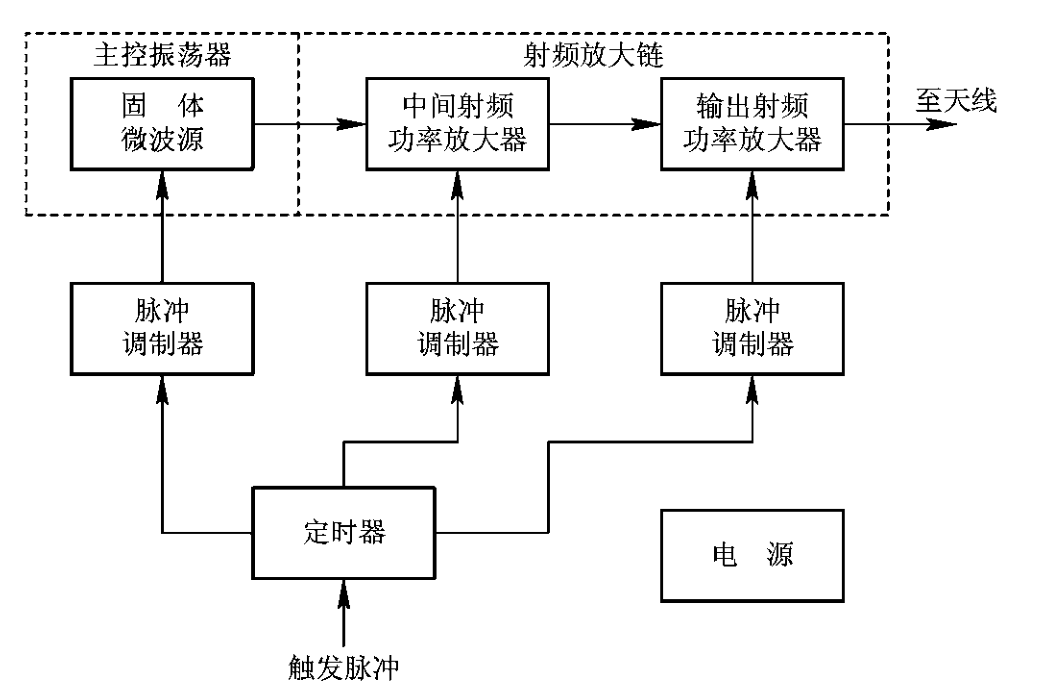 主控振荡器
射频放大链
固 体
微波源
中间射频
功率放大器
输出射频
功率放大器
至天线
脉冲
调制器
脉冲
调制器
脉冲
调制器
定时器
电 源
触发脉冲